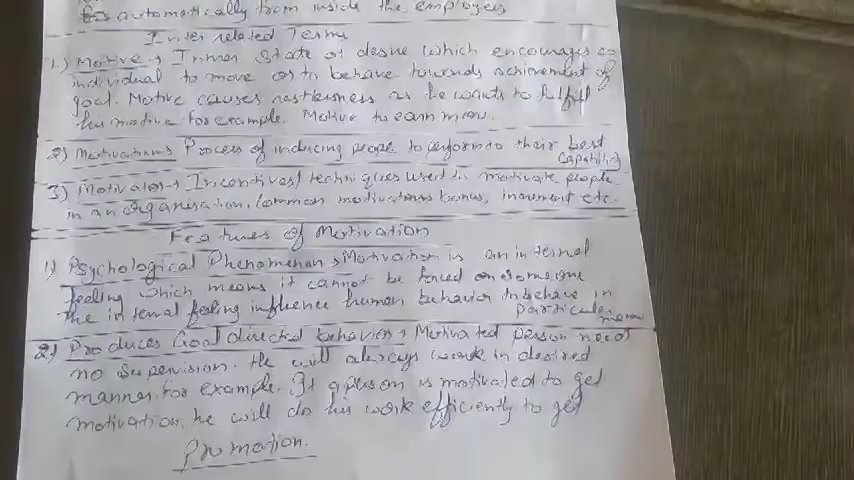 automatically from inside the employees
Inter related Terms
1.) Motive → Inner state of desire which encourages an
individual to move or to behave towards achievement of
goal. Motive causes restlessness as he wants to fulfill
his motive for example. Motive to earn
2) Motivations Process of inducing people to perform to their best
capability
3) Motivator → Incentives/techniques used to motivate people
in an organisation. Common motivators bonus, increment etc.
Features of Motivation
1) Psychological Phenomenon → Motivation is an internal
feeling which means it cannot be forced on someone
the internal feeling influence human behavior to behave in
particular manner
2) Produces Goal directed behavior → Motivated person need
no supervision. He will always work in desired
manner. For example. If a person is motivated to get
motivation, he will do his work efficiently to get
Promotion.